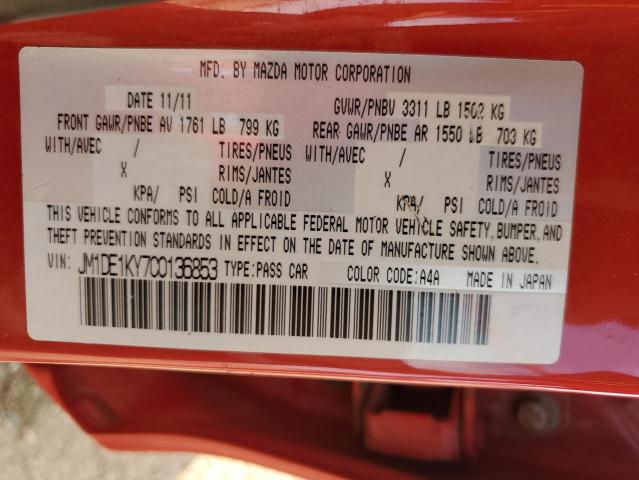 MFD. BY MAZDA MOTOR CORPORATION
DATE 11/11 GVWR/PNBV 3311 LB 1502 KG
FRONT GAWR/PNBE AV 1761 LB 799 KG REAR GAWR/PNBE AR 1550 LB 703 KG
WITH/AVEC / TIRES/PNEUS WITH/AVEC / TIRES/PNEUS
X RIMS/JANTES X RIMS/JANTES
KPA/ PSI COLD/A FROID KPA/ PSI COLD/A FROID
THIS VEHICLE CONFORMS TO ALL APPLICABLE FEDERAL MOTOR VEHICLE SAFETY, BUMPER, AND
THEFT PREVENTION STANDARDS IN EFFECT ON THE DATE OF MANUFACTURE SHOWN ABOVE.
VIN: JM1DE1KY7C0136853 TYPE:PASS CAR COLOR CODE:A4A MADE IN JAPAN